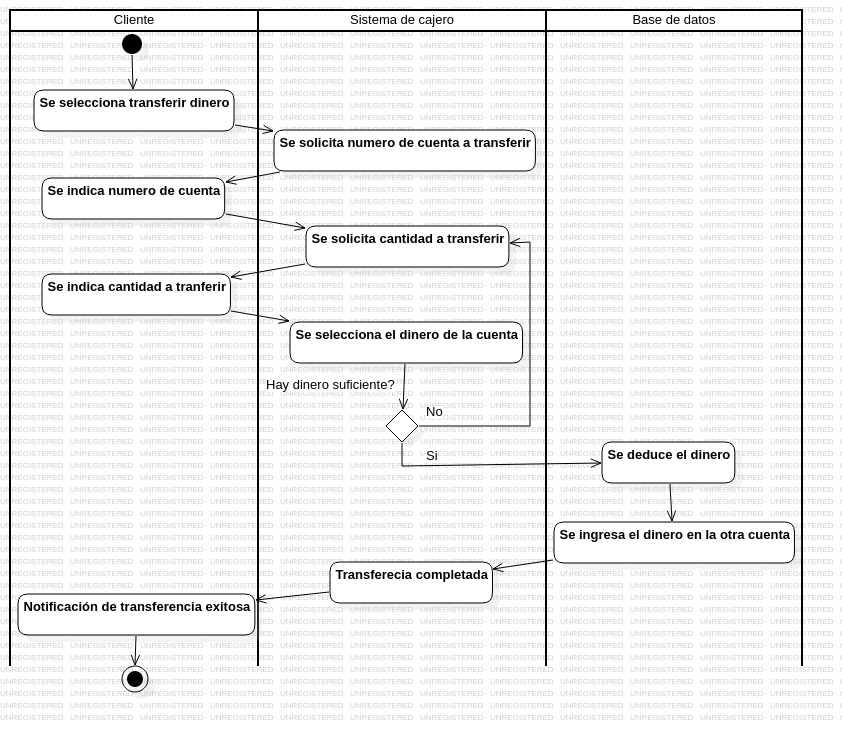 Cliente
Sistema de cajero
Base de datos
Se selecciona transferir dinero
Se solicita numero de cuenta a transferir
Se indica numero de cuenta
Se solicita cantidad a transferir
Se indica cantidad a tranferir
Se selecciona el dinero de la cuenta
Hay dinero suficiente?
No
Si
Se deduce el dinero
Se ingresa el dinero en la otra cuenta
Transferecia completada
Notificación de transferencia exitosa
UNREGISTERED